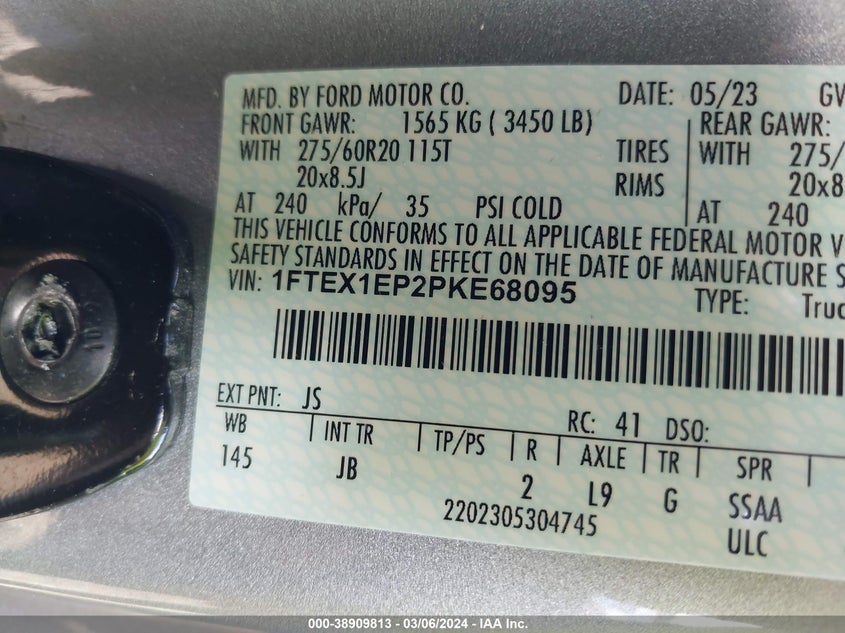 MFD. BY FORD MOTOR CO. DATE: 05/23 GV
FRONT GAWR: 1565 KG ( 3450 LB) REAR GAWR:
WITH 275/60R20 115T TIRES WITH 275/
20x8.5J RIMS 20x8
AT 240 kPa/ 35 PSI COLD AT 240
THIS VEHICLE CONFORMS TO ALL APPLICABLE FEDERAL MOTOR V
SAFETY STANDARDS IN EFFECT ON THE DATE OF MANUFACTURE S
VIN: 1FTEX1EP2PKE68095 TYPE: Truc
EXT PNT: JS RC: 41 DSO:
WB INT TR TP/PS R AXLE TR SPR
145 JB 2 L9 G SSAA
2202305304745 ULC
000-38909813 — 03/06/2024 — IAA Inc.